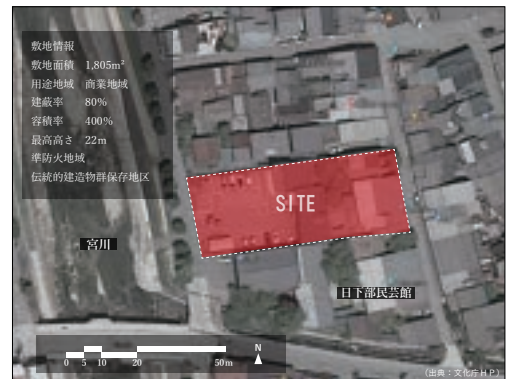 敷地情報
敷地面積 1,805m²
用途地域 商業地域
建蔽率 80%
容積率 400%
最高高さ 22m
準防火地域
伝統的建造物群保存地区
SITE
宮川
日下部民芸館
0 5 10 20 50m
N
(出典：文化庁HP)